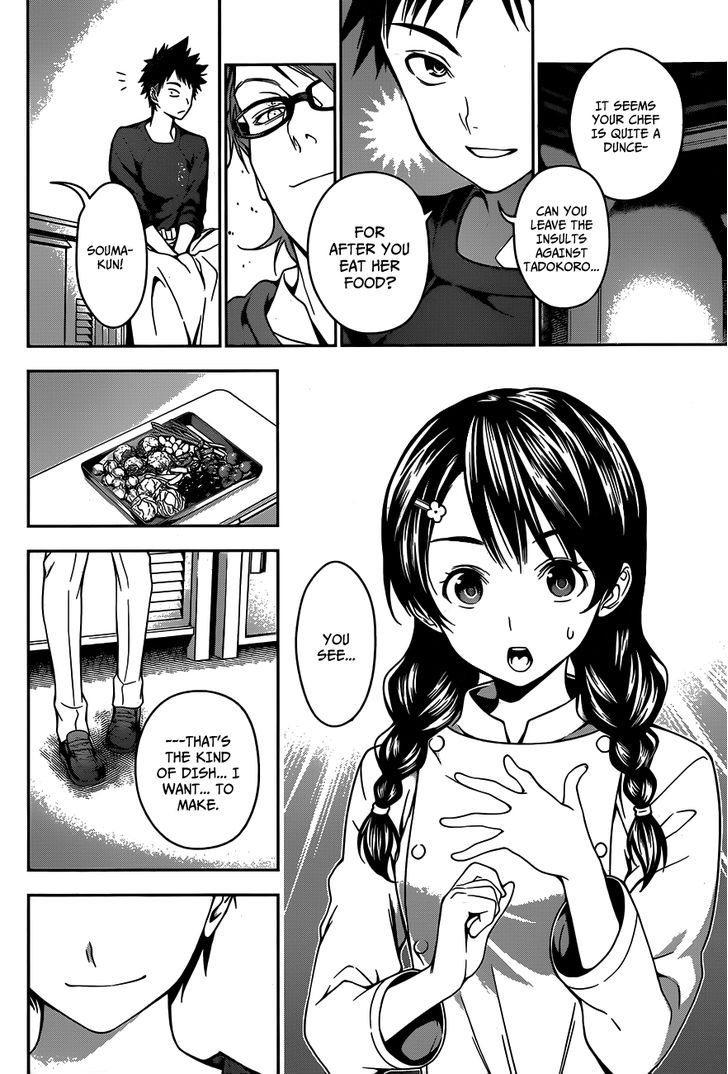 IT SEEMS
YOUR CHEF
IS QUITE A
DUNCE-
CAN YOU
LEAVE THE
INSULTS
AGAINST
TADOKORO...
FOR
AFTER YOU
EAT HER
FOOD?
SOUMA-
KUN!
YOU
SEE...
---THAT'S
THE KIND
OF DISH... I
WANT... TO
MAKE.